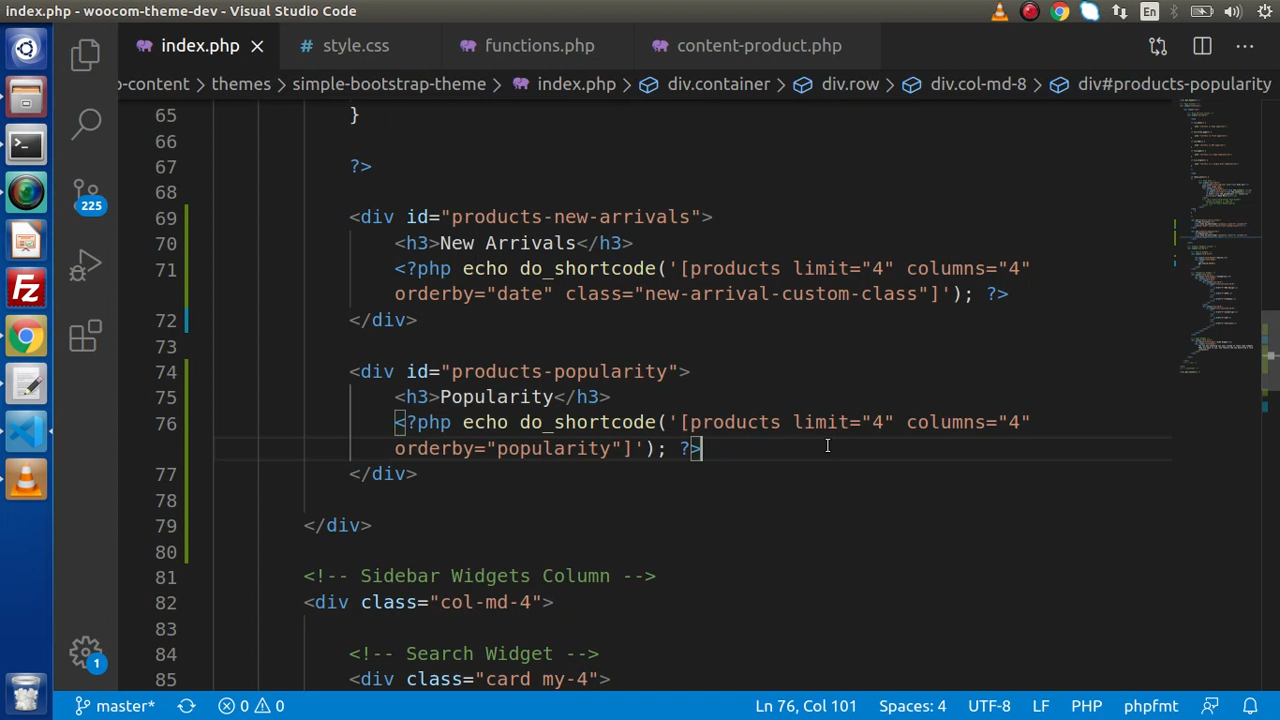 index.php - woocom-theme-dev - Visual Studio Code
En
index.php
# style.css
functions.php
content-product.php
p-content > themes > simple-bootstrap-theme > index.php > div.container > div.row > div.col-md-8 > div#products-popularity
65 }
66
67 ?>
68
69 <div id="products-new-arrivals">
70 <h3>New Arrivals</h3>
71 <?php echo do_shortcode('[products limit="4" columns="4"
orderby="date" class="new-arrival-custom-class"]'); ?>
72 </div>
73
74 <div id="products-popularity">
75 <h3>Popularity</h3>
76 <?php echo do_shortcode('[products limit="4" columns="4"
orderby="popularity"]'); ?>
77 </div>
78
79 </div>
80
81 <!-- Sidebar Widgets Column -->
82 <div class="col-md-4">
83
84 <!-- Search Widget -->
85 <div class="card my-4">
225
FZ
1
master* 0 0 Ln 76, Col 101 Spaces: 4 UTF-8 LF PHP phpfmt